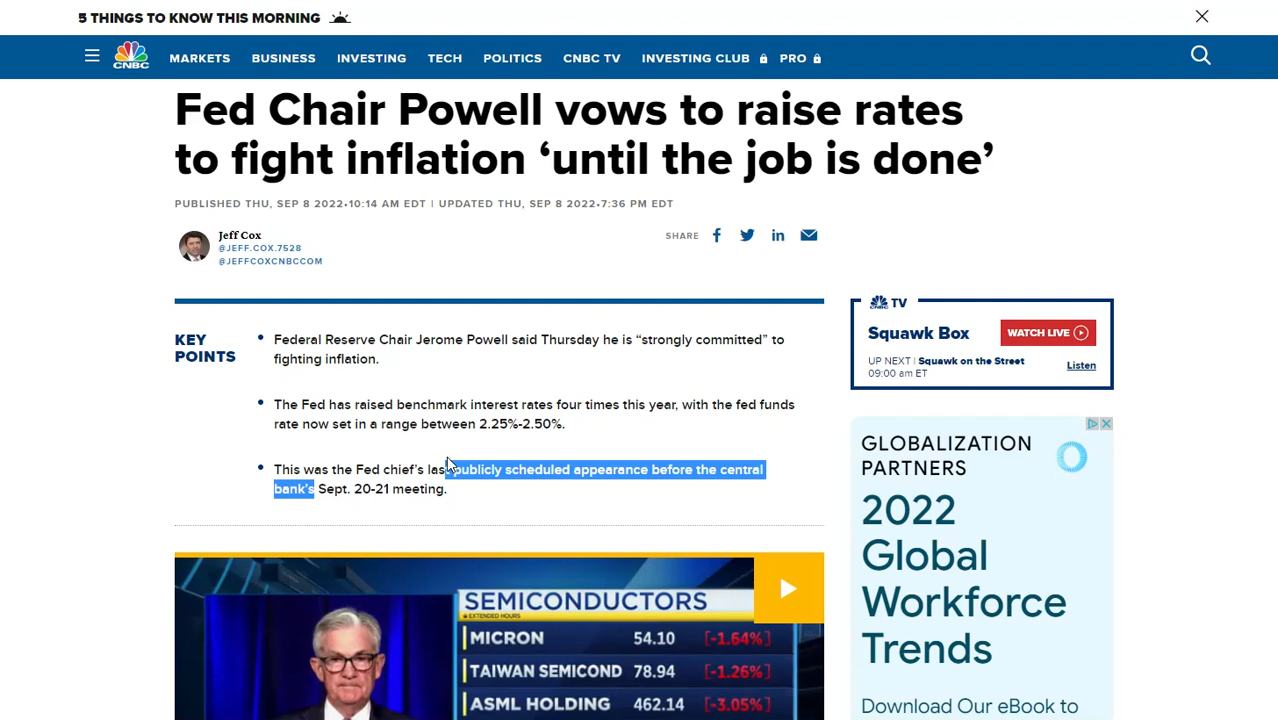 5 THINGS TO KNOW THIS MORNING
CNBC
MARKETS BUSINESS INVESTING TECH POLITICS CNBC TV INVESTING CLUB PRO
Fed Chair Powell vows to raise rates
to fight inflation ‘until the job is done’
PUBLISHED THU, SEP 8 2022•10:14 AM EDT | UPDATED THU, SEP 8 2022•7:36 PM EDT
Jeff Cox
@JEFF.COX.7528
@JEFFCOXCNBCCOM
SHARE
KEY
POINTS
Federal Reserve Chair Jerome Powell said Thursday he is “strongly committed” to
fighting inflation.
The Fed has raised benchmark interest rates four times this year, with the fed funds
rate now set in a range between 2.25%-2.50%.
This was the Fed chief’s last publicly scheduled appearance before the central
bank’s Sept. 20-21 meeting.
SEMICONDUCTORS
EXTENDED HOURS
MICRON 54.10 [-1.64%]
TAIWAN SEMICOND 78.94 [-1.26%]
ASML HOLDING 462.14 [-3.05%]
CNBC TV
Squawk Box
WATCH LIVE
UP NEXT | Squawk on the Street
09:00 am ET
Listen
GLOBALIZATION
PARTNERS
2022
Global
Workforce
Trends
Download Our eBook to